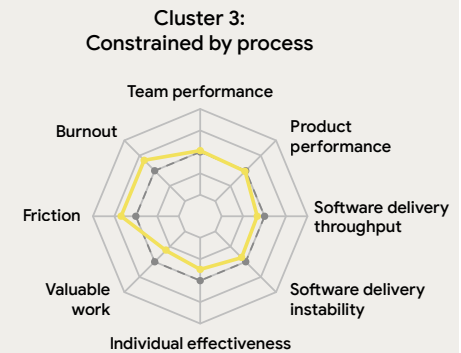 Cluster 3:
Constrained by process
Team performance
Burnout
Product
performance
Friction
Software delivery
throughput
Valuable
work
Software delivery
instability
Individual effectiveness